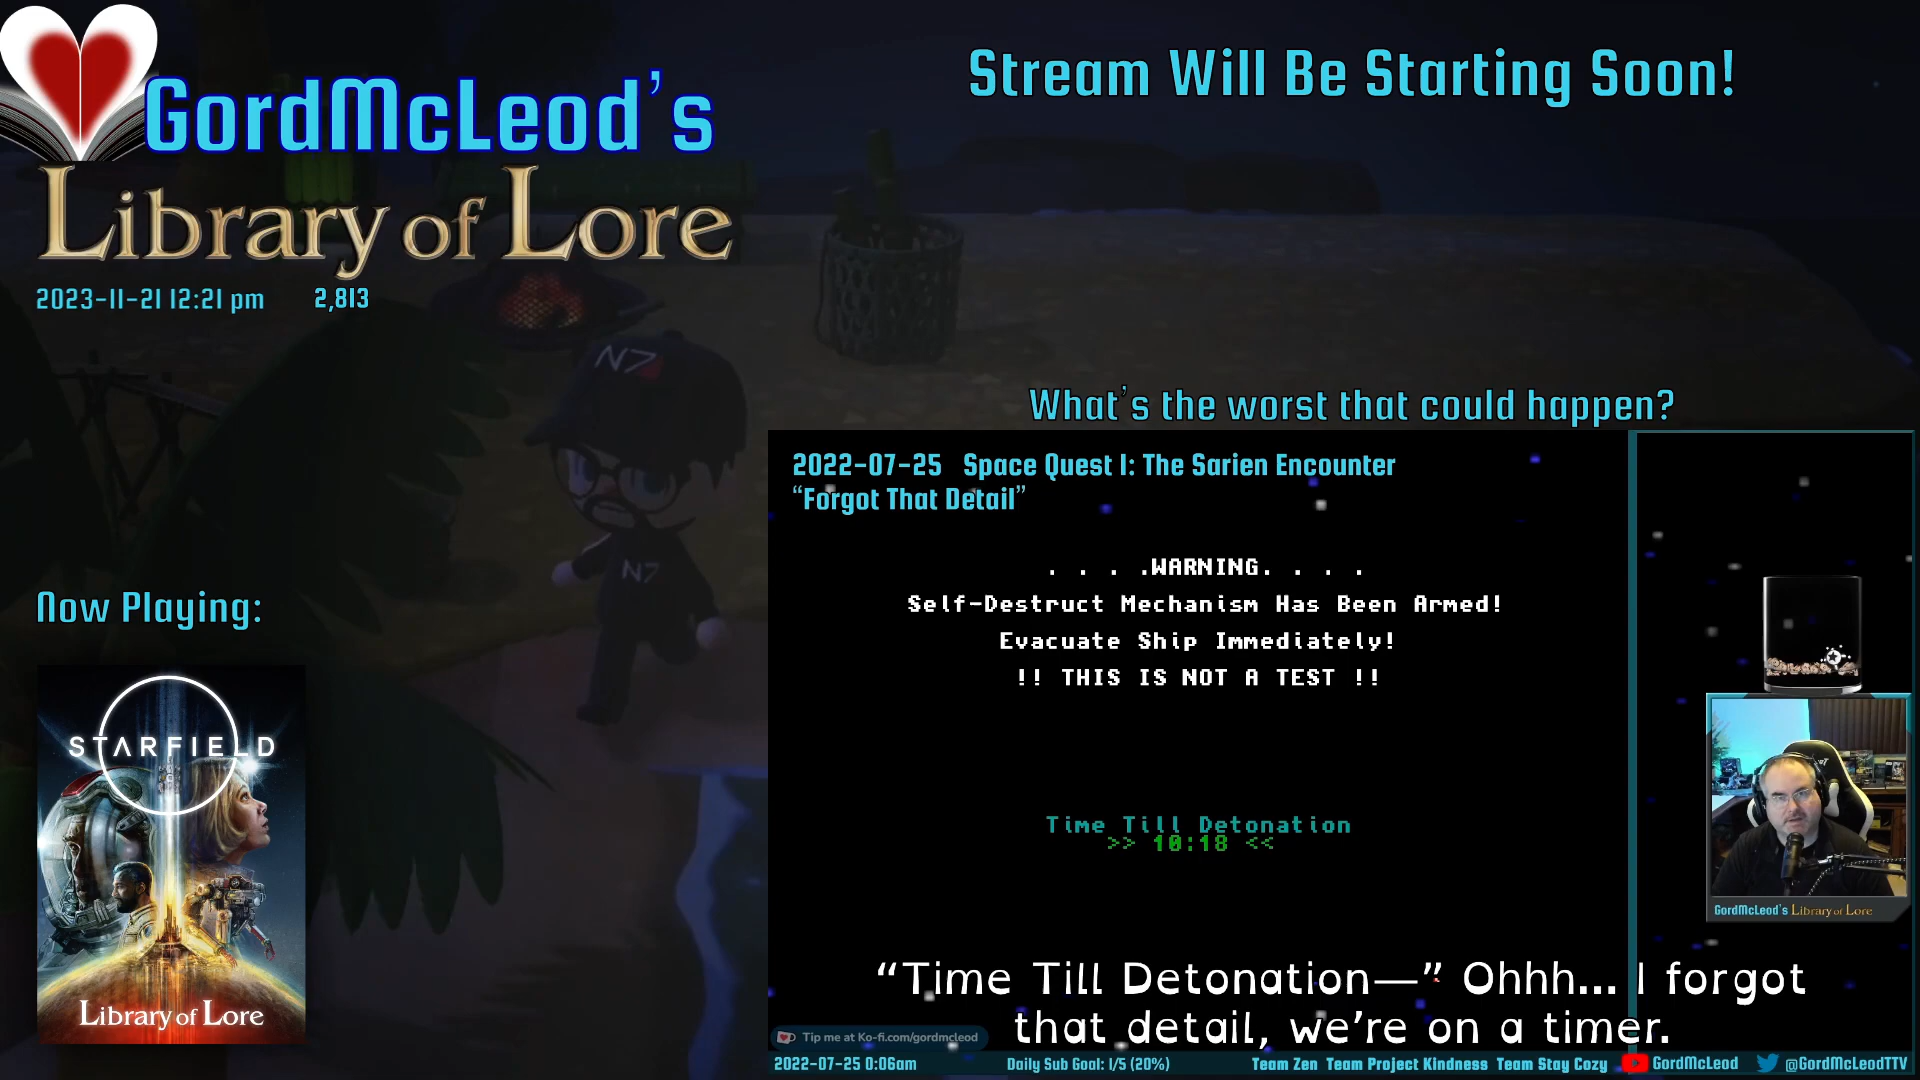 GordMcLeod's
Library of Lore
2023-11-21 12:21 pm 2,813
Stream Will Be Starting Soon!
N7
N7
Now Playing:
STARFIELD
Library of Lore
What's the worst that could happen?
2022-07-25 Space Quest I: The Sarien Encounter
“Forgot That Detail”
. . . .WARNING. . . .
Self-Destruct Mechanism Has Been Armed!
Evacuate Ship Immediately!
!! THIS IS NOT A TEST !!
Time Till Detonation
>> 10:18 <<
GordMcLeod's Library of Lore
“Time Till Detonation—” Ohhh... I forgot
that detail, we're on a timer.
Tip me at Ko-fi.com/gordmcleod
2022-07-25 0:06am Daily Sub Goal: 1/5 (20%) Team Zen Team Project Kindness Team Stay Cozy GordMcLeod @GordMcLeodTTV